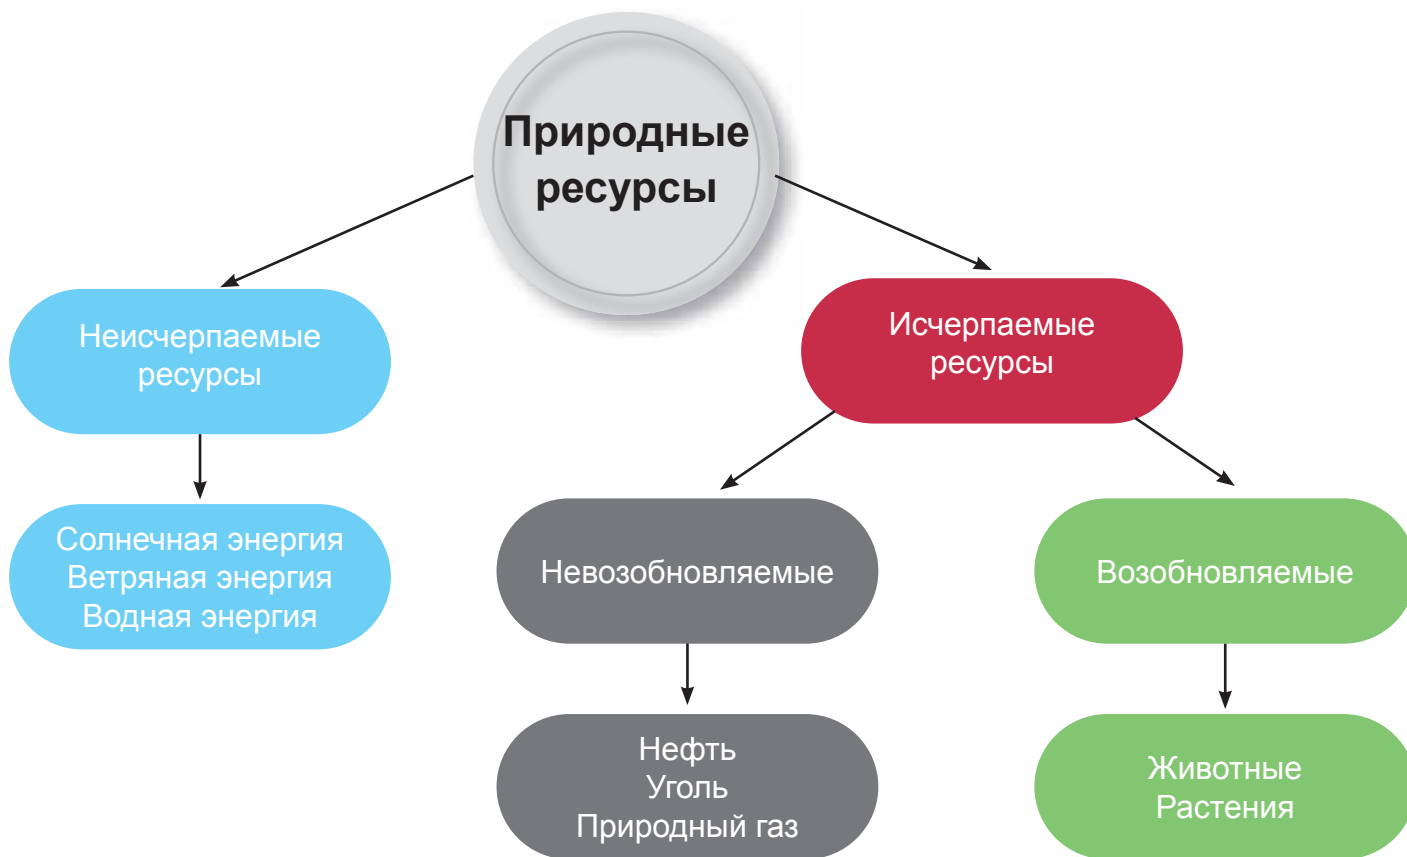 Природные
ресурсы
Неисчерпаемые
ресурсы
Исчерпаемые
ресурсы
Солнечная энергия
Ветряная энергия
Водная энергия
Невозобновляемые
Возобновляемые
Нефть
Уголь
Природный газ
Животные
Растения